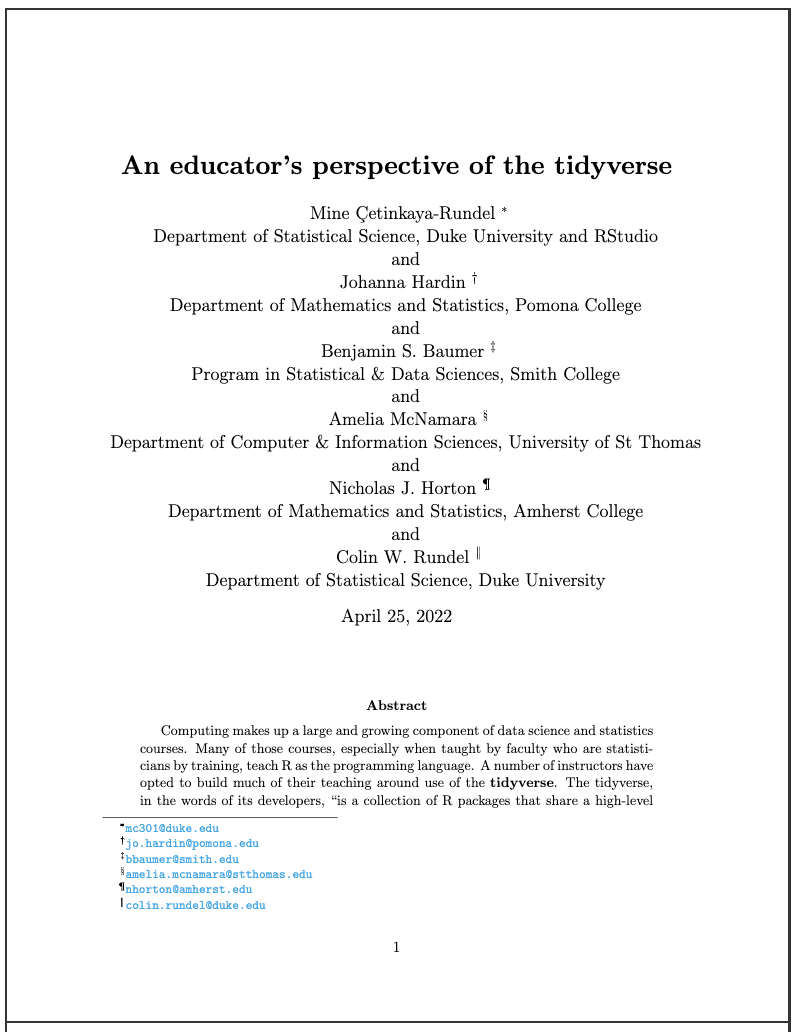 An educator's perspective of the tidyverse
Mine Çetinkaya-Rundel *
Department of Statistical Science, Duke University and RStudio
and
Johanna Hardin †
Department of Mathematics and Statistics, Pomona College
and
Benjamin S. Baumer ‡
Program in Statistical & Data Sciences, Smith College
and
Amelia McNamara §
Department of Computer & Information Sciences, University of St Thomas
and
Nicholas J. Horton ¶
Department of Mathematics and Statistics, Amherst College
and
Colin W. Rundel ‖
Department of Statistical Science, Duke University
April 25, 2022
Abstract
Computing makes up a large and growing component of data science and statistics
courses. Many of those courses, especially when taught by faculty who are statisti-
cians by training, teach R as the programming language. A number of instructors have
opted to build much of their teaching around use of the tidyverse. The tidyverse,
in the words of its developers, “is a collection of R packages that share a high-level
*mc301@duke.edu
†jo.hardin@pomona.edu
‡bbaumer@smith.edu
§amelia.mcnamara@stthomas.edu
¶nhorton@amherst.edu
‖colin.rundel@duke.edu
1